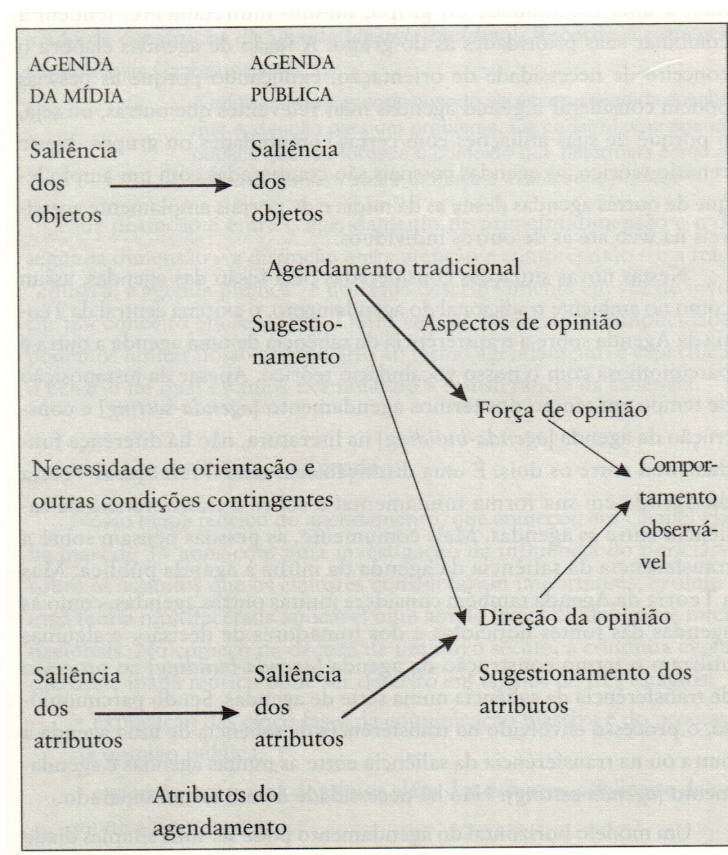 AGENDA
DA MÍDIA
AGENDA
PÚBLICA
Saliência
dos
objetos
Saliência
dos
objetos
Agendamento tradicional
Sugestio-
namento
Aspectos de opinião
Força de opinião
Necessidade de orientação e
outras condições contingentes
Compor-
tamento
observá-
vel
Direção da opinião
Saliência
dos
atributos
Saliência
dos
atributos
Sugestionamento dos
atributos
Atributos do
agendamento